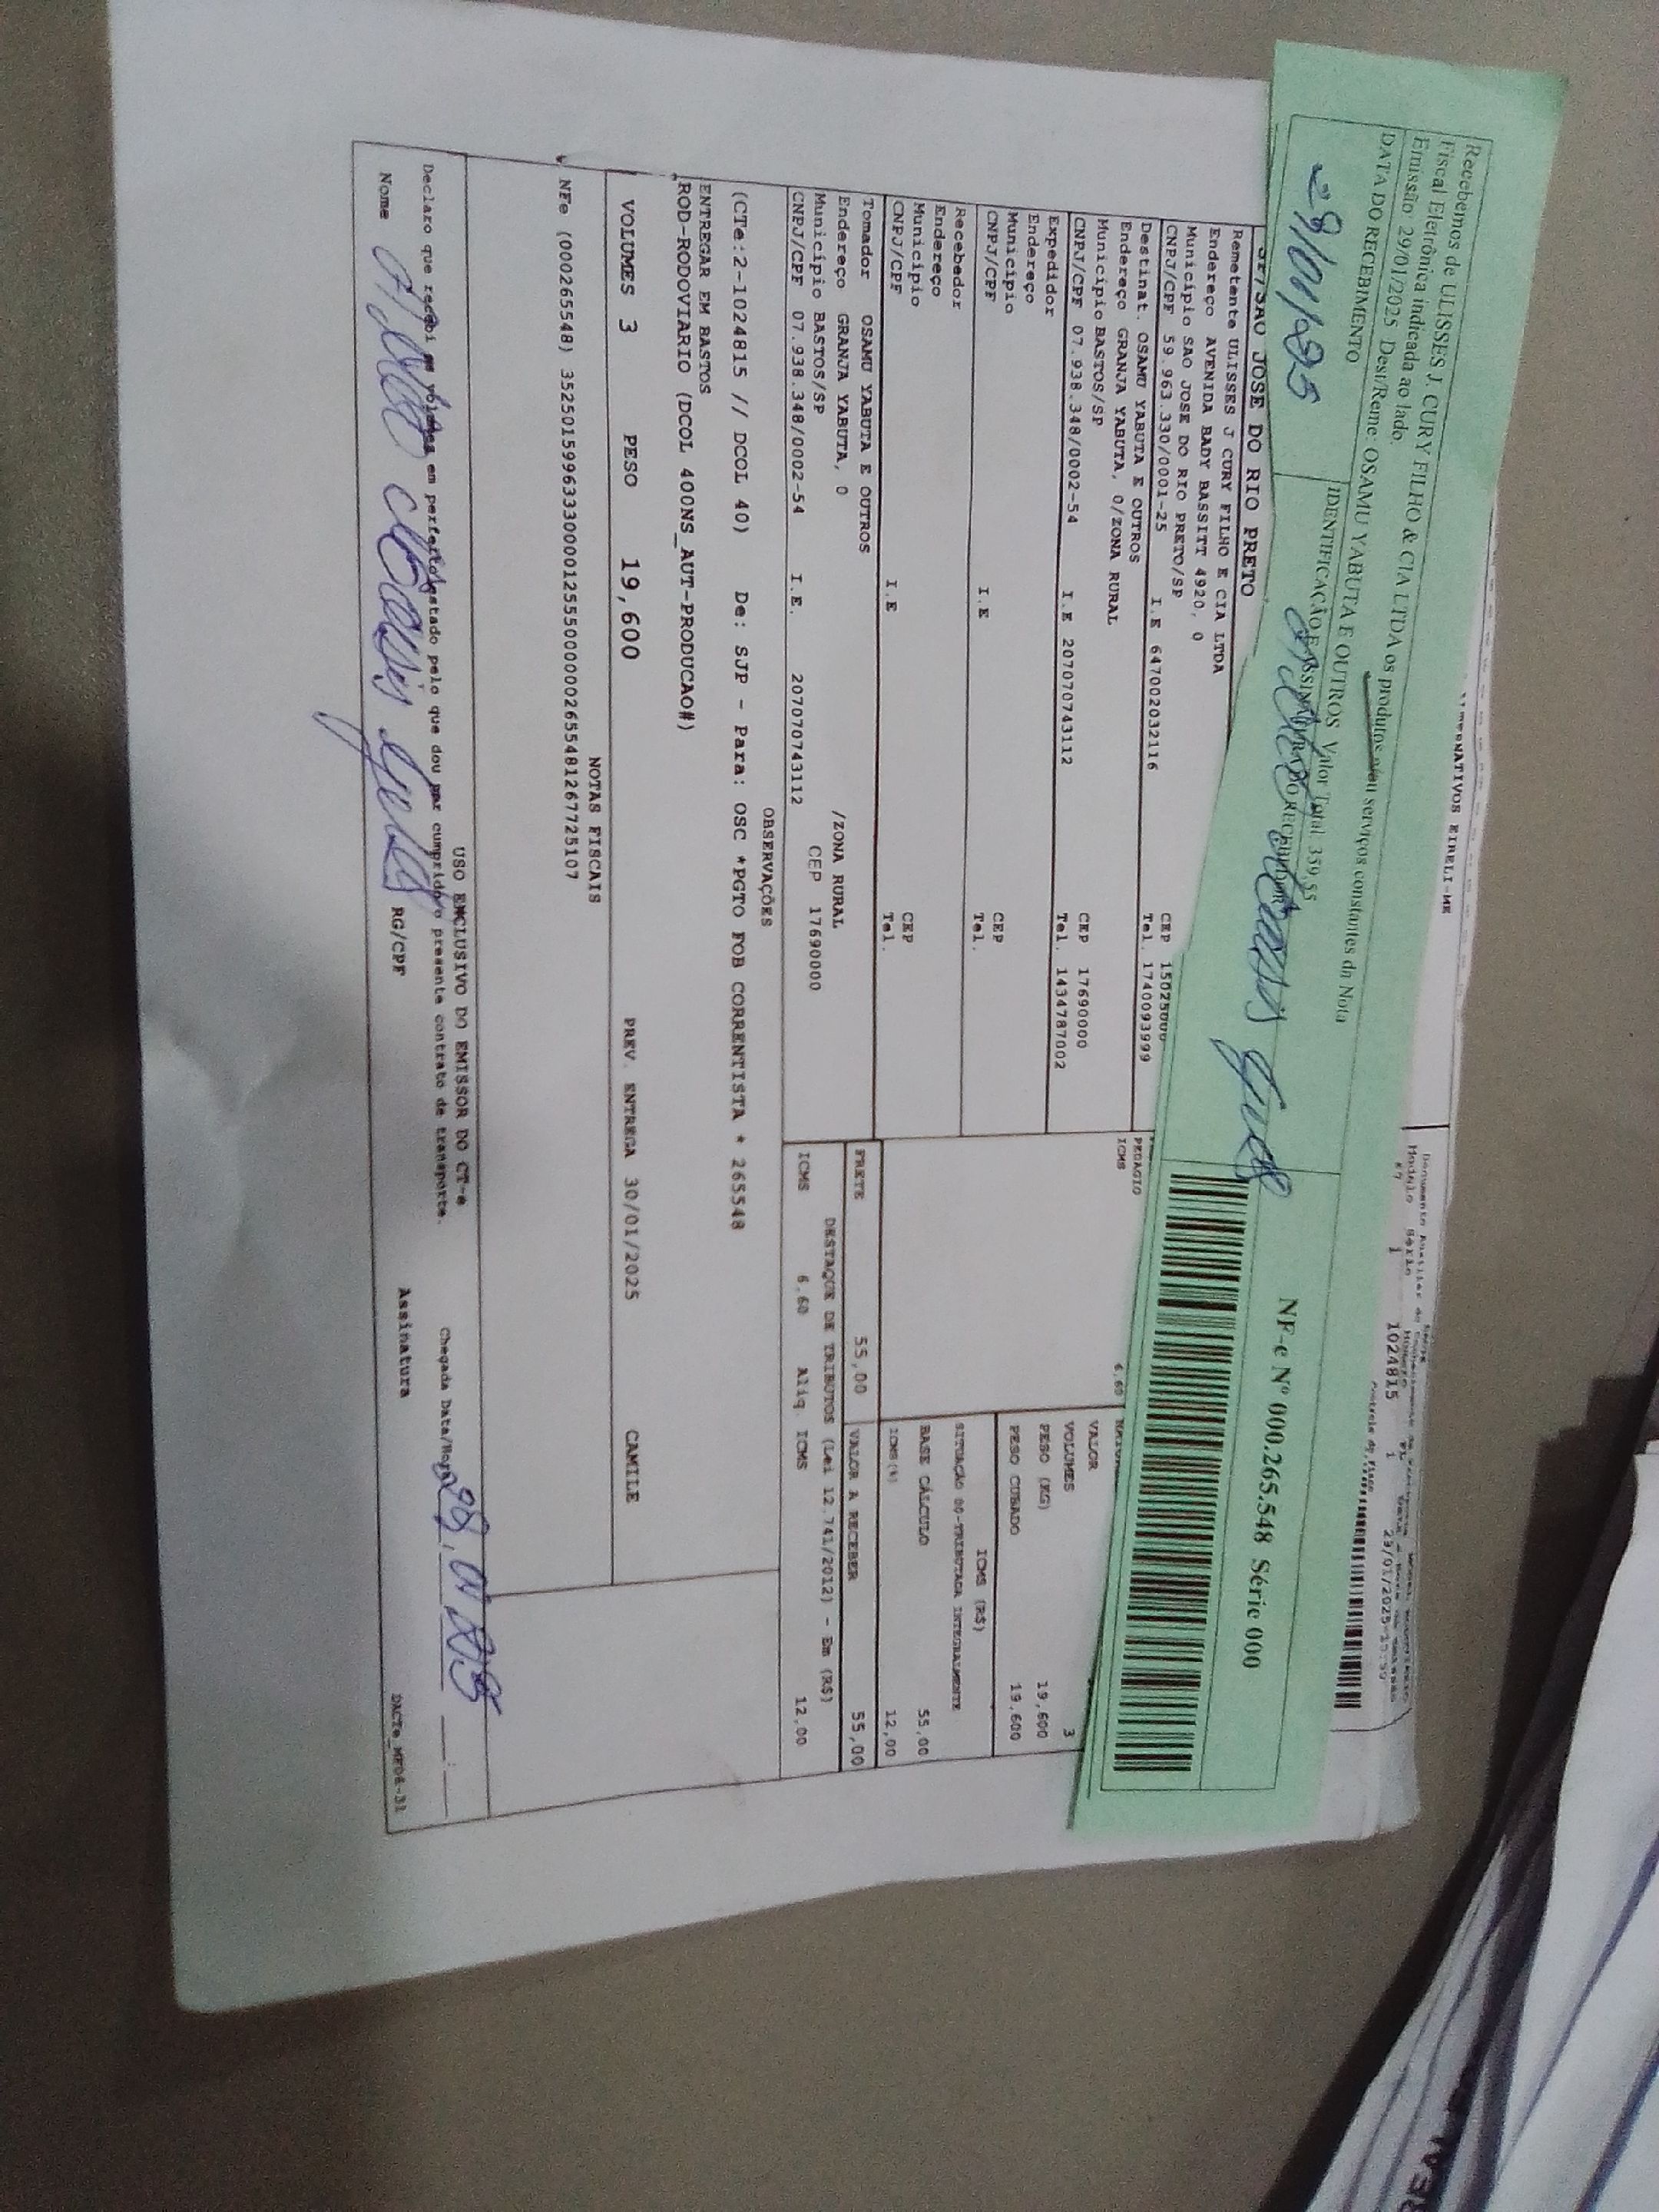 ALTERNATIVOS EIRELI-ME
Recebemos de ULISSES J. CURY FILHO & CIA LTDA os produtos e/ou serviços constantes da Nota
Fiscal Eletrônica indicada ao lado.
Emissão : 29/01/2025 Dest/Reme: OSAMU YABUTA E OUTROS Valor Total 359,55
DATA DO RECEBIMENTO
IDENTIFICAÇÃO E ASSINATURA DO RECEBEDOR
NF-e Nº 000.265.548 Série 000
Modelo Série
57 1 1024815 1
SP/SAO JOSE DO RIO PRETO
Remetente ULISSES J CURY FILHO E CIA LTDA
Endereço AVENIDA BADY BASSITT 4920, 0
Município SAO JOSE DO RIO PRETO/SP CEP
CNPJ/CPF 59.963.330/0001-25 I.E 647002032116 Tel. 1740093999
Destinat. OSAMU YABUTA E OUTROS
Endereço GRANJA YABUTA, 0/ZONA RURAL
Município BASTOS/SP CEP 17690000
CNPJ/CPF 07.938.348/0002-54 I.E 207070743112 Tel. 1434787002
Expedidor
Endereço
Município CEP
CNPJ/CPF I.E Tel.
Recebedor
Endereço
Município CEP
CNPJ/CPF I.E Tel.
PEDAGIO
ICMS 6,60
VALOR
VOLUMES 3
PESO (KG) 19,600
PESO CUBADO 19,600
ICMS (R$)
SITUAÇÃO 00-TRIBUTADA INTEGRALMENTE
BASE CÁLCULO 55,00
ICMS(%) 12,00
Tomador OSAMU YABUTA E OUTROS
Endereço GRANJA YABUTA, 0 /ZONA RURAL
Município BASTOS/SP CEP 17690000
CNPJ/CPF 07.938.348/0002-54 I.E. 207070743112
FRETE 55,00 VALOR A RECEBER 55,00
DESTAQUE DE TRIBUTOS (Lei 12.741/2012) - Em (R$)
ICMS 6,60 Aliq. ICMS 12,00
OBSERVAÇÕES
(CTe:2-1024815 // DCOL 40) De: SJP - Para: OSC *PGTO FOB CORRENTISTA * 265548
ENTREGAR EM BASTOS
ROD-RODOVIARIO (DCOL 400NS_AUT-PRODUCAO#)
VOLUMES 3 PESO 19,600 PREV. ENTREGA 30/01/2025 CAMILE
NOTAS FISCAIS
NFe (000265548) 35250159963330000125550000002655481267725107
USO EXCLUSIVO DO EMISSOR DO CT-e
Declaro que recebi os volumes em perfeito estado pelo que dou por cumprido o presente contrato de transporte.
Chegada Data/Hora
Nome RG/CPF Assinatura
DACTe_MF06-31